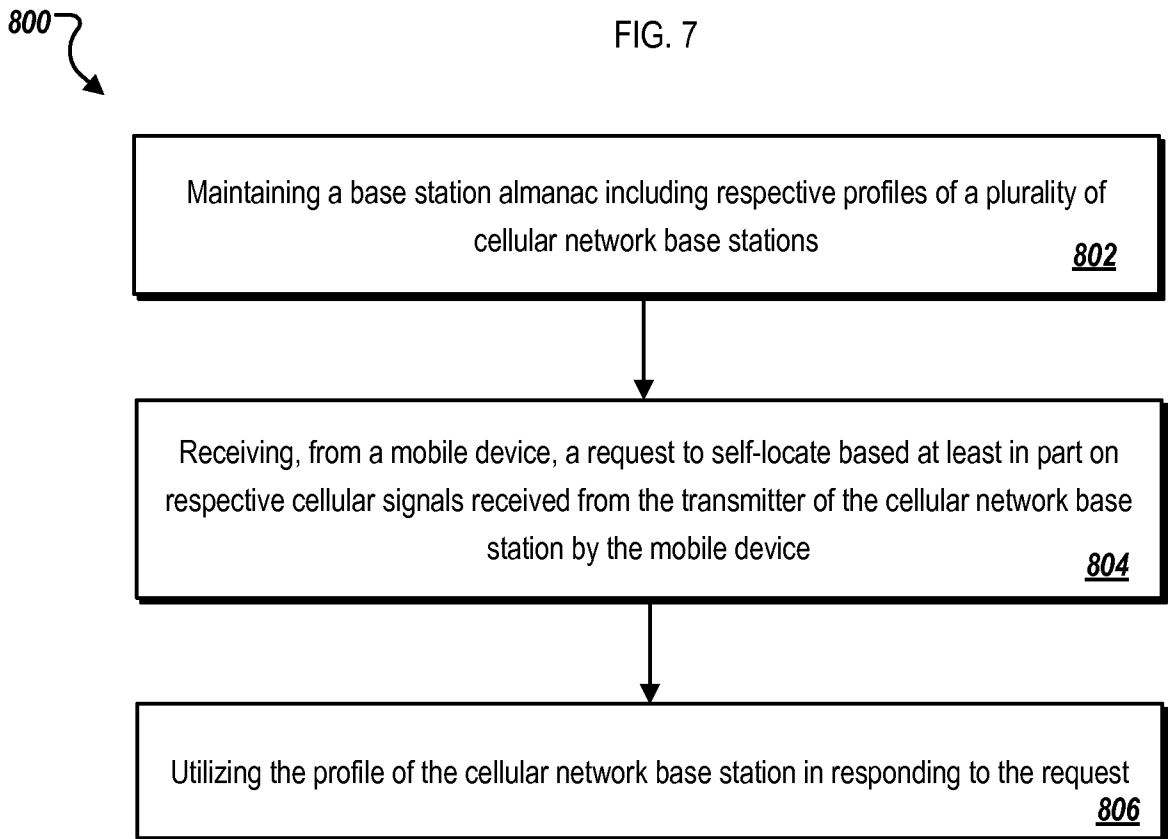 800
FIG. 7
Maintaining a base station almanac including respective profiles of a plurality of
cellular network base stations
802
Receiving, from a mobile device, a request to self-locate based at least in part on
respective cellular signals received from the transmitter of the cellular network base
station by the mobile device
804
Utilizing the profile of the cellular network base station in responding to the request
806